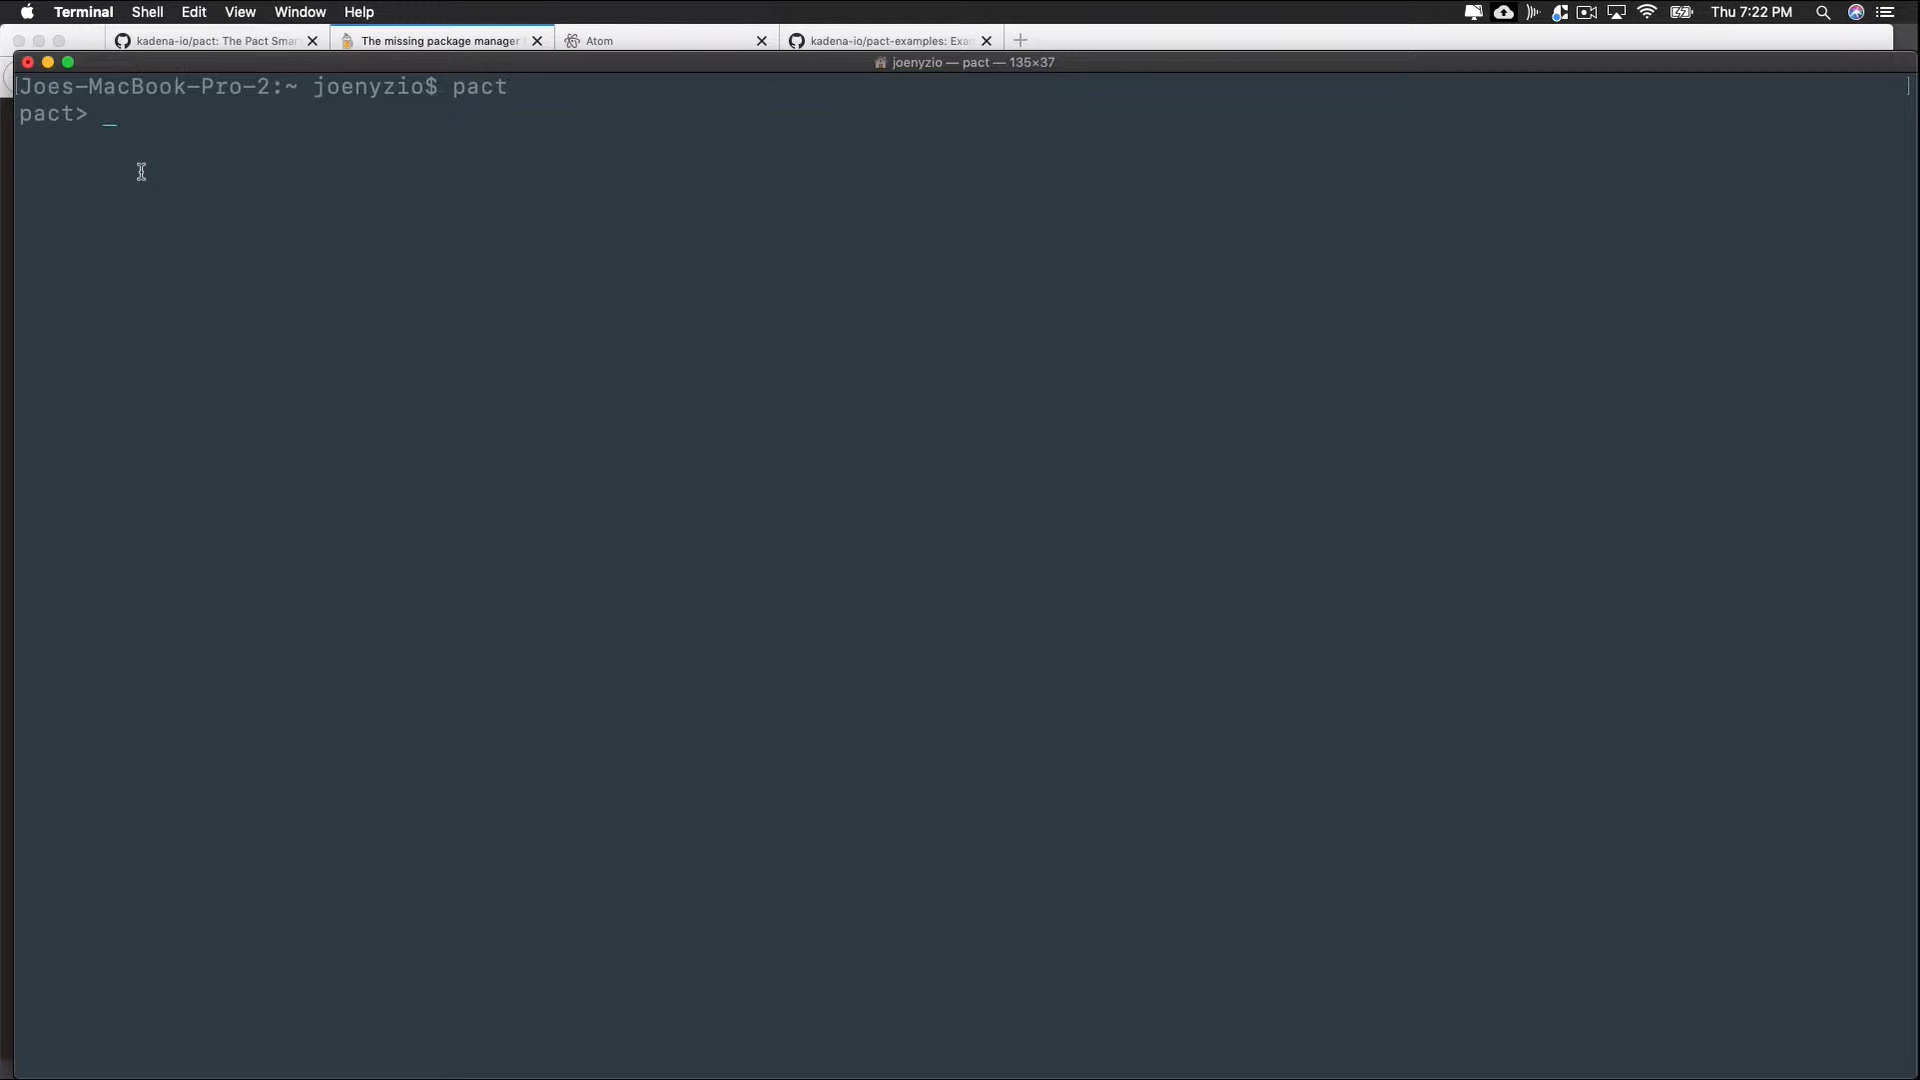 Terminal Shell Edit View Window Help Thu 7:22 PM
kadena-io/pact: The Pact Smar The missing package manager Atom kadena-io/pact-examples: Exa
joenyzio — pact — 135×37
[Joes-MacBook-Pro-2:~ joenyzio$ pact ]
pact> _